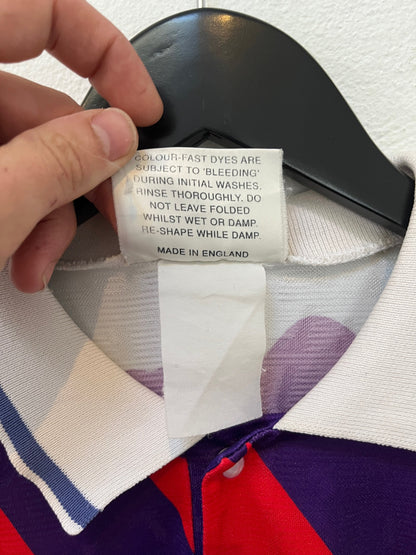 COLOUR-FAST DYES ARE
SUBJECT TO 'BLEEDING'
DURING INITIAL WASHES.
RINSE THOROUGHLY. DO
NOT LEAVE FOLDED
WHILST WET OR DAMP.
RE-SHAPE WHILE DAMP.
MADE IN ENGLAND